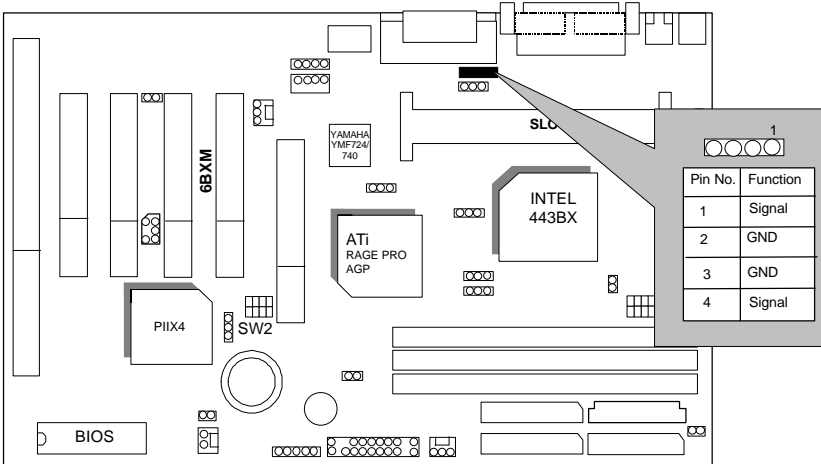 YAMAHA
YMF724/
740
SLO
1
6BXM
INTEL
443BX
ATi
RAGE PRO
AGP
Pin No. Function
1 Signal
2 GND
3 GND
4 Signal
PIIX4
SW2
BIOS